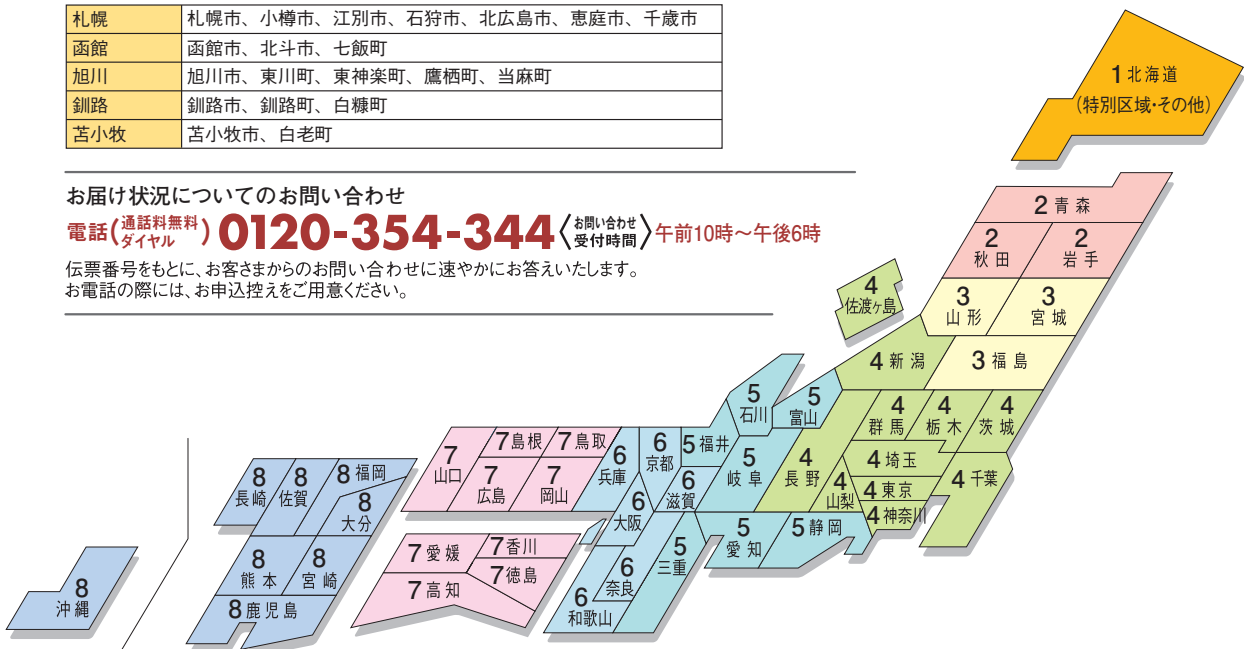 札幌 札幌市、小樽市、江別市、石狩市、北広島市、恵庭市、千歳市
函館 函館市、北斗市、七飯町
旭川 旭川市、東川町、東神楽町、鷹栖町、当麻町
釧路 釧路市、釧路町、白糠町
苫小牧 苫小牧市、白老町
お届け状況についてのお問い合わせ
電話(通話料無料ダイヤル) 0120-354-344〈お問い合わせ受付時間〉午前10時〜午後6時
伝票番号をもとに、お客さまからのお問い合わせに速やかにお答えいたします。
お電話の際には、お申込控えをご用意ください。
1 北海道
(特別区域・その他)
2 青森
2 秋田
2 岩手
3 山形
3 宮城
3 福島
4 佐渡ヶ島
4 新潟
4 群馬
4 栃木
4 茨城
4 長野
4 埼玉
4 千葉
4 山梨
4 東京
4 神奈川
5 石川
5 富山
5 福井
5 岐阜
5 愛知
5 静岡
5 三重
6 兵庫
6 京都
6 滋賀
6 大阪
6 奈良
6 和歌山
7 山口
7 島根
7 鳥取
7 広島
7 岡山
7 愛媛
7 香川
7 徳島
7 高知
8 長崎
8 佐賀
8 福岡
8 大分
8 熊本
8 宮崎
8 鹿児島
8 沖縄